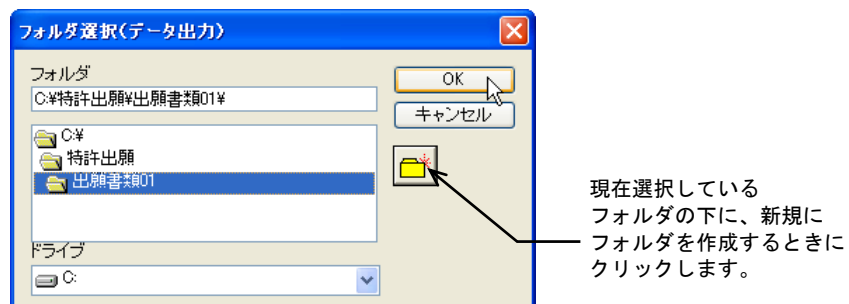 フォルダ選択(データ出力)
フォルダ
C:¥特許出願¥出願書類01¥
C:¥
特許出願
出願書類01
ドライブ
C:
OK
キャンセル
現在選択している
フォルダの下に、新規に
フォルダを作成するときに
クリックします。